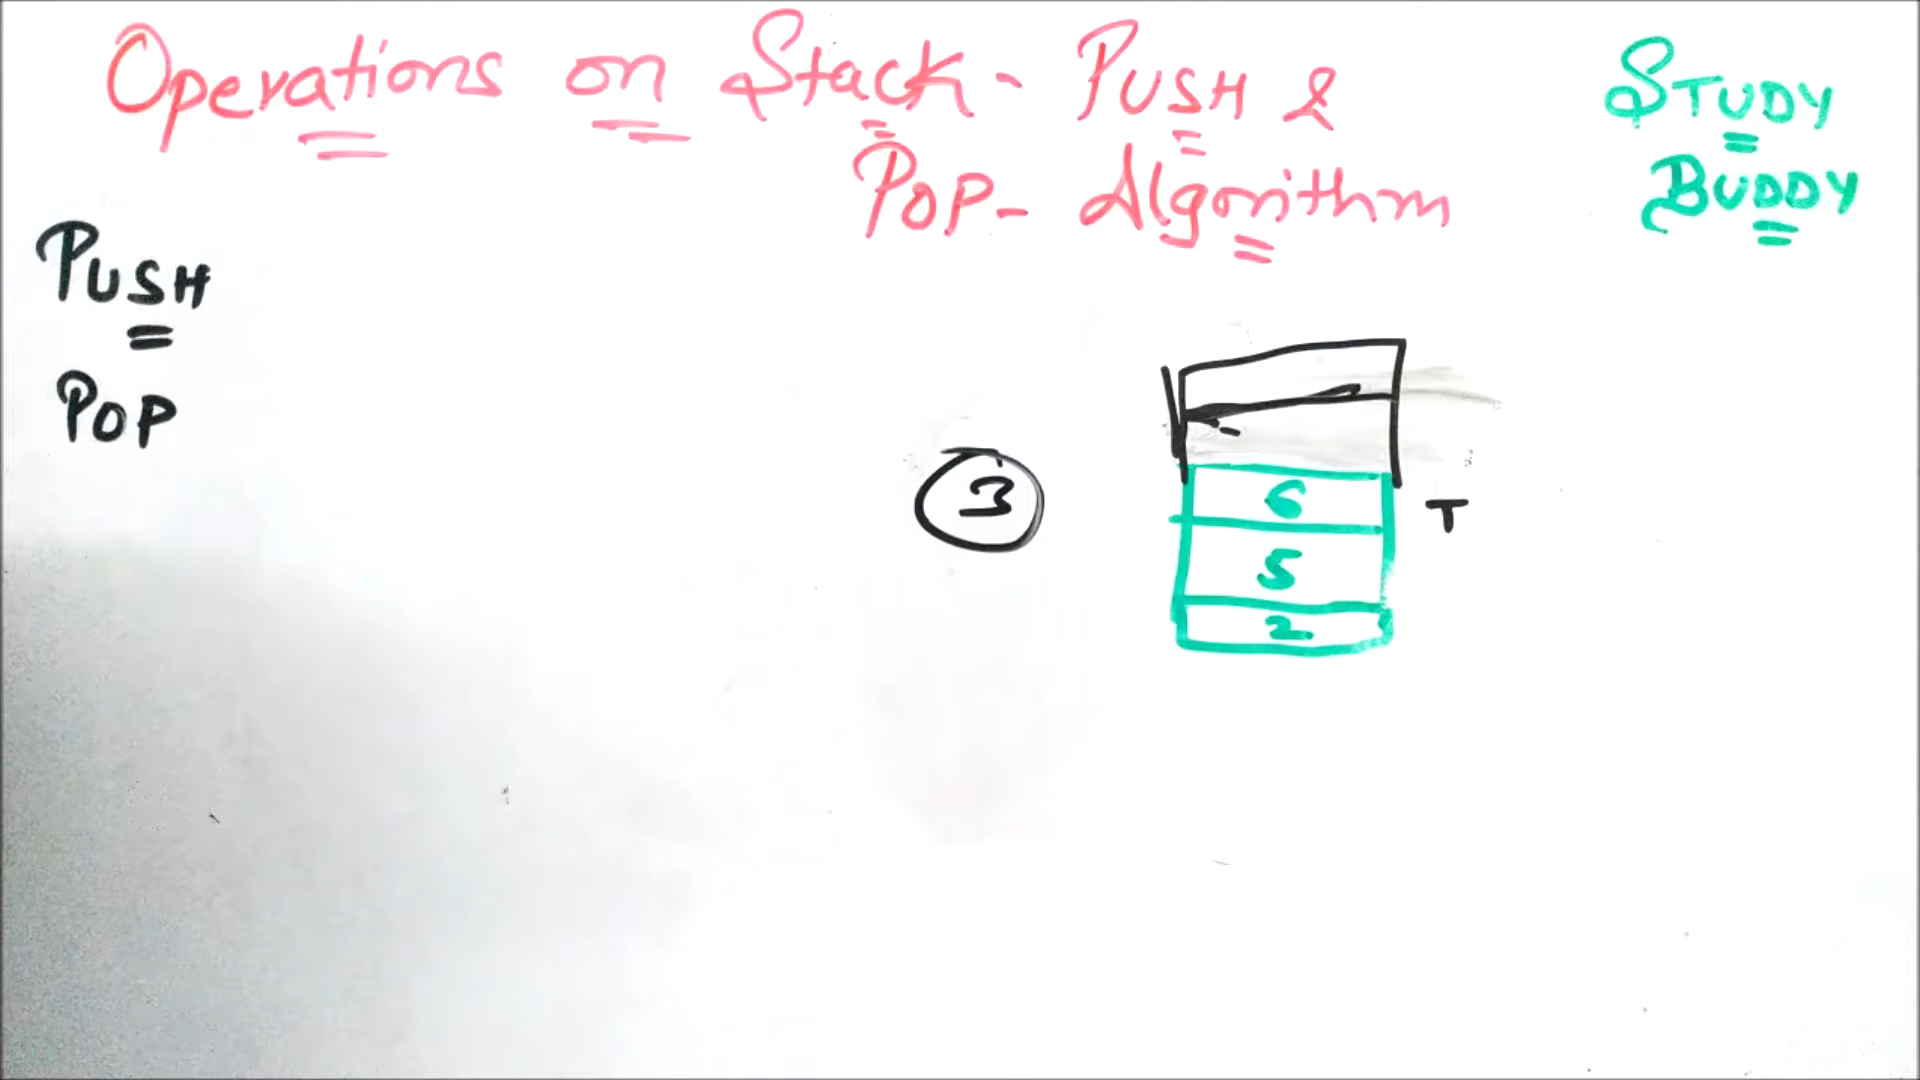 Operations on Stack - PUSH &
POP - Algorithm
STUDY
BUDDY
PUSH
POP
3
6
T
5
2